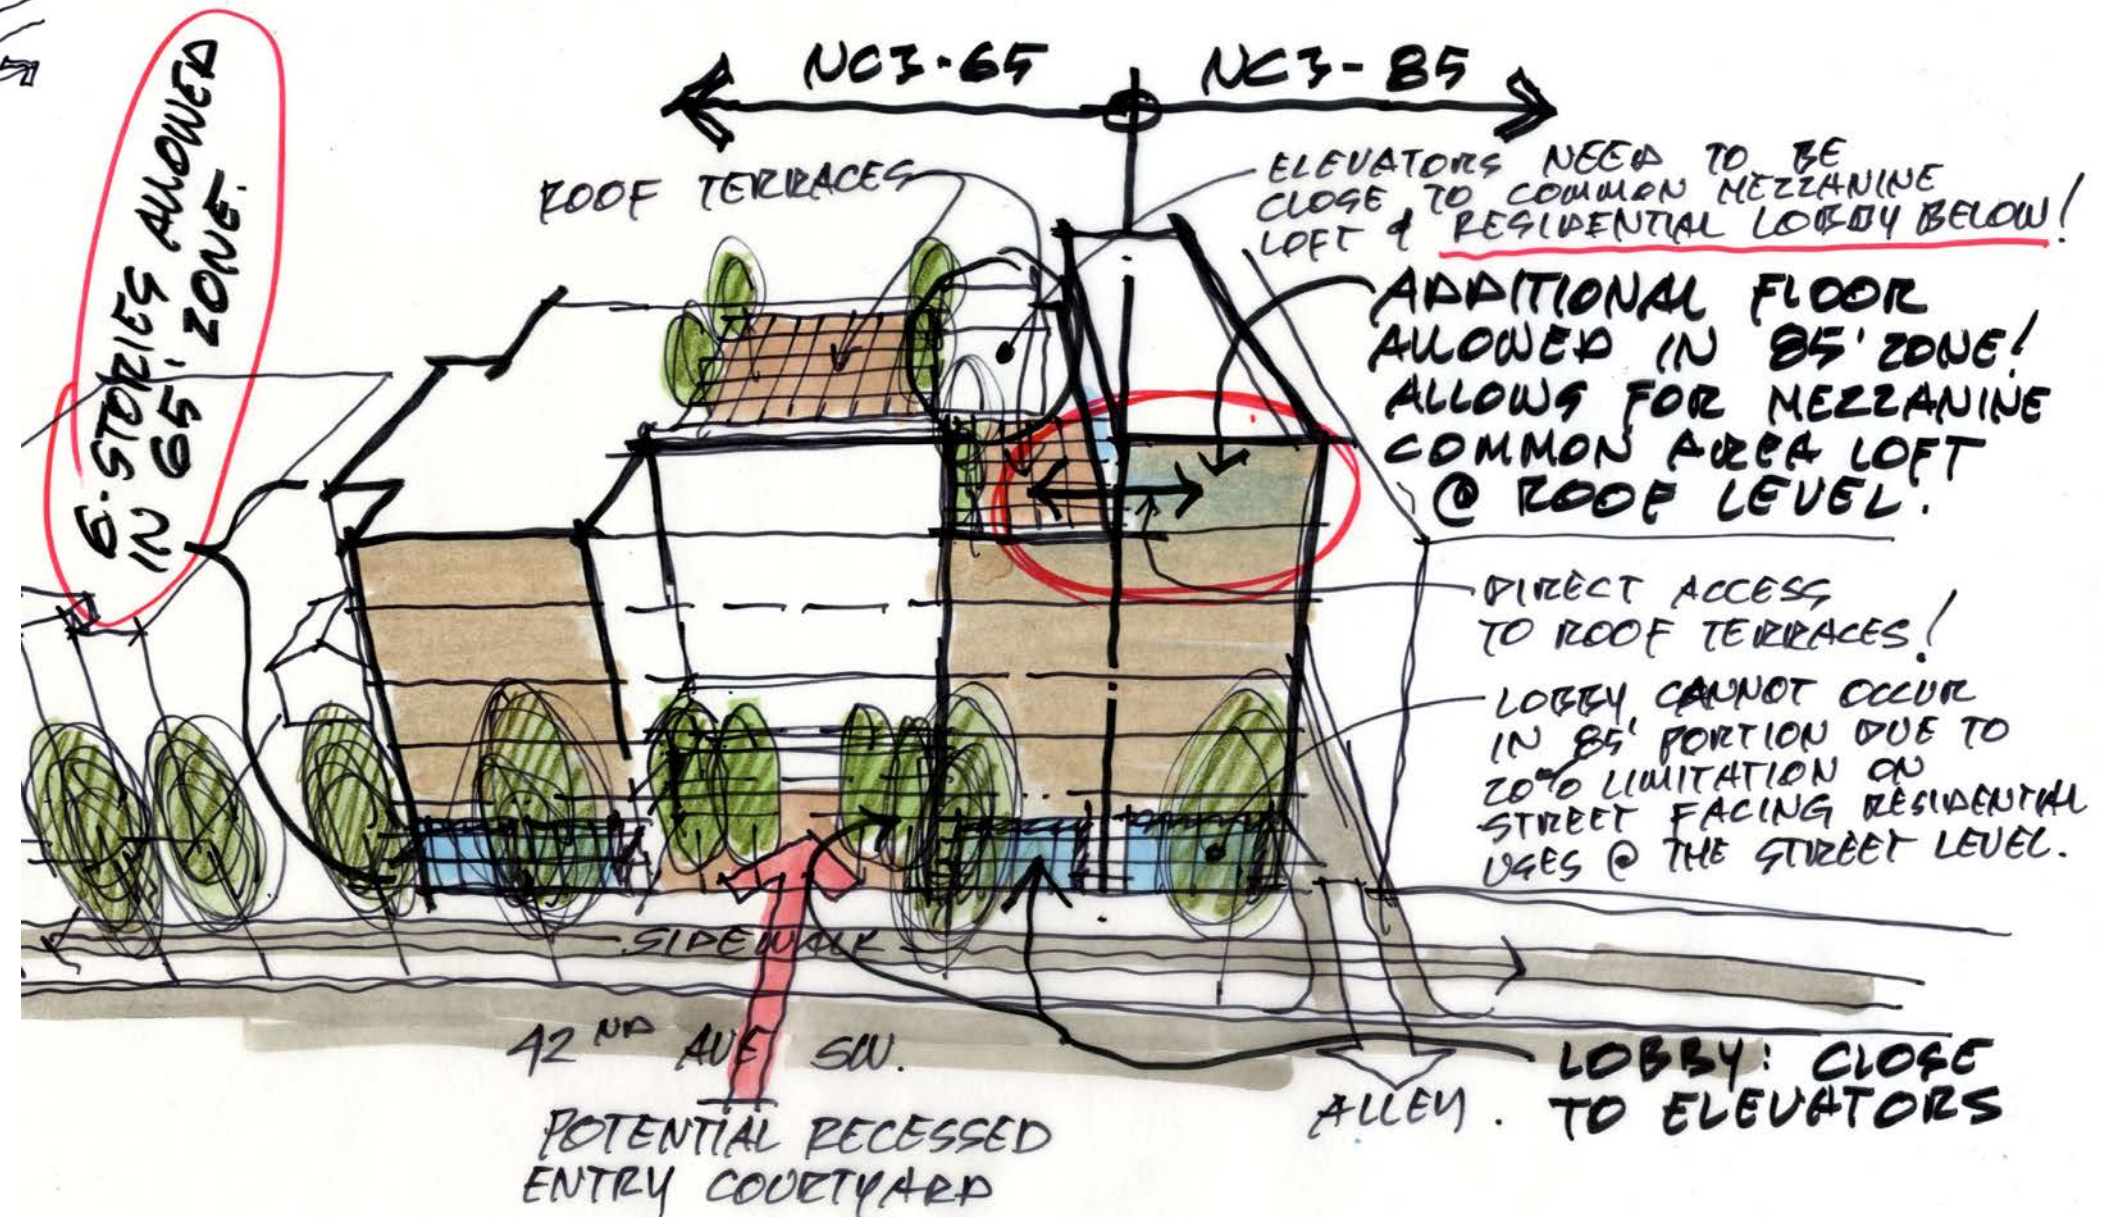 6 STORIES ALLOWED
IN 65' ZONE.
NC3-65
NC3-85
ROOF TERRACES
ELEVATORS NEED TO BE
CLOSE TO COMMON MEZZANINE
LOFT & RESIDENTIAL LOBBY BELOW!
ADDITIONAL FLOOR
ALLOWED IN 85' ZONE!
ALLOWS FOR MEZZANINE
COMMON AREA LOFT
@ ROOF LEVEL.
DIRECT ACCESS
TO ROOF TERRACES!
LOBBY CANNOT OCCUR
IN 85' PORTION DUE TO
20% LIMITATION ON
STREET FACING RESIDENTIAL
USES @ THE STREET LEVEL.
SIDEWALK
42ND AVE SW.
POTENTIAL RECESSED
ENTRY COURTYARD
ALLEY.
LOBBY: CLOSE
TO ELEVATORS